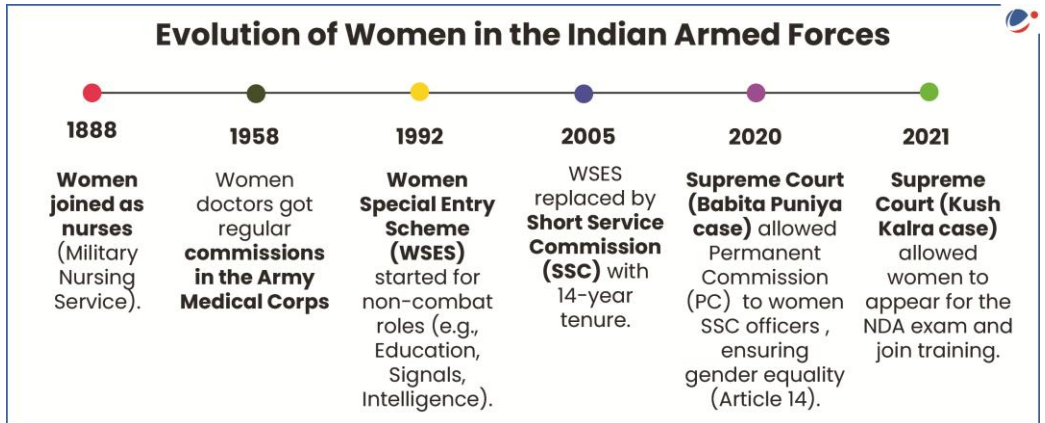 Evolution of Women in the Indian Armed Forces
1888
Women
joined as
nurses
(Military
Nursing
Service).
1958
Women
doctors got
regular
commissions
in the Army
Medical Corps
1992
Women
Special Entry
Scheme
(WSES)
started for
non-combat
roles (e.g.,
Education,
Signals,
Intelligence).
2005
WSES
replaced by
Short Service
Commission
(SSC) with
14-year
tenure.
2020
Supreme Court
(Babita Puniya
case) allowed
Permanent
Commission
(PC) to women
SSC officers ,
ensuring
gender equality
(Article 14).
2021
Supreme
Court (Kush
Kalra case)
allowed
women to
appear for the
NDA exam and
join training.